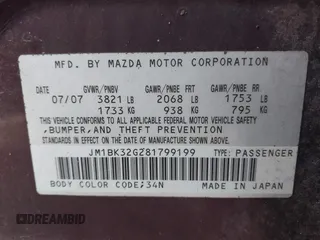 MFD. BY MAZDA MOTOR CORPORATION
DATE GVWR/PNBV GAWR/PNBE FRT GAWR/PNBE RR
07/07 3821 LB 2068 LB 1753 LB
1733 KG 938 KG 795 KG
THIS VEHICLE CONFORMS TO ALL APPLICABLE
FEDERAL MOTOR VEHICLE SAFETY
, BUMPER, AND THEFT PREVENTION
STANDARDS IN EFFECT ON THE DATE OF
MANUFACTURE SHOWN ABOVE.
JM1BK32GZ81799199 TYPE: PASSENGER
BODY COLOR CODE; 34N MADE IN JAPAN
DREAMBID